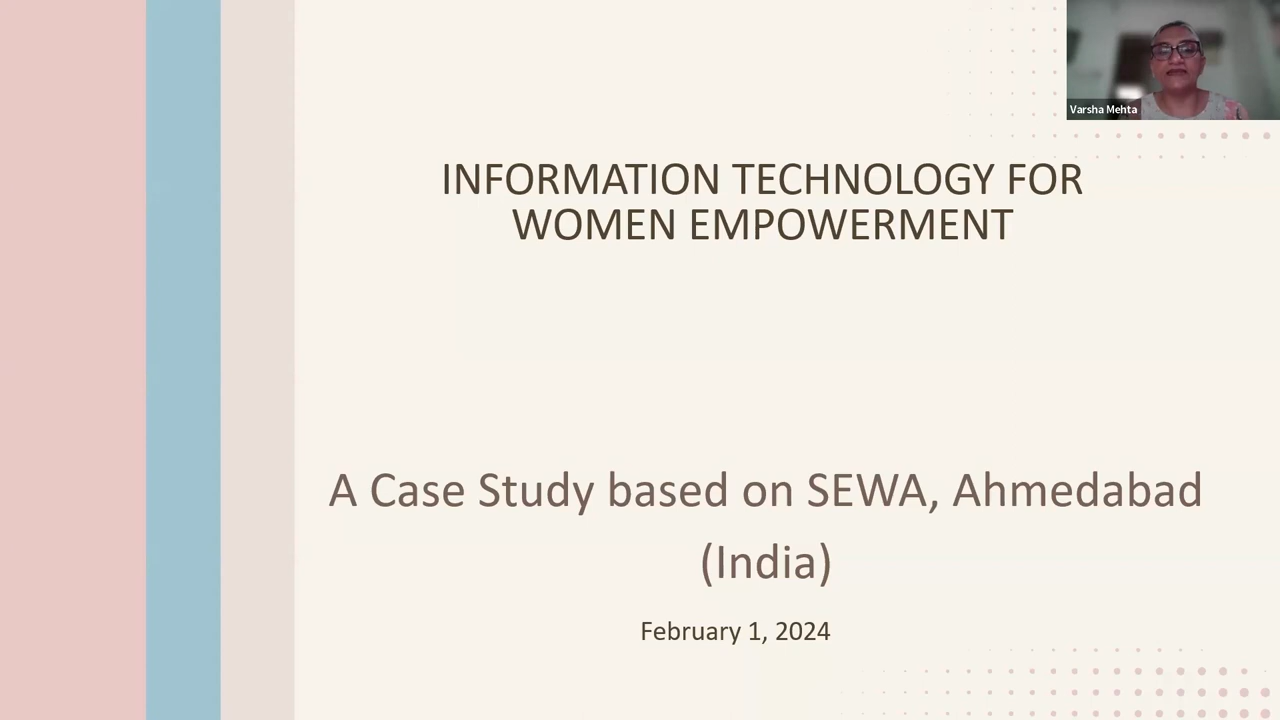 Varsha Mehta
INFORMATION TECHNOLOGY FOR
WOMEN EMPOWERMENT
A Case Study based on SEWA, Ahmedabad
(India)
February 1, 2024